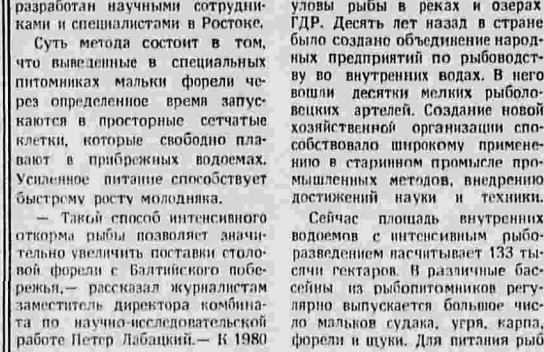 разработан научными сотрудни-
ками и специалистами в Ростоке.
Суть метода состоит в том,
что выведенные в специальных
питомниках мальки форели че-
рез определенное время запус-
каются в просторные сетчатые
клетки, которые свободно пла-
вают в прибрежных водоемах.
Усиленное питание способствует
быстрому росту молодняка.
— Такой способ интенсивного
откорма рыбы позволяет значи-
тельно увеличить поставки столо-
вой форели с Балтийского побе-
режья,— рассказал журналистам
заместитель директора комбина-
та по научно-исследовательской
работе Петер Лабацкий.— К 1980
уловы рыбы в реках и озерах
ГДР. Десять лет назад в стране
было создано объединение народ-
ных предприятий по рыбоводст-
ву во внутренних водах. В него
вошли десятки мелких рыболо-
вецких артелей. Создание новой
хозяйственной организации спо-
собствовало широкому примене-
нию в старинном промысле про-
мышленных методов, внедрению
достижений науки и техники.
Сейчас площадь внутренних
водоемов с интенсивным рыбо-
разведением насчитывает 133 ты-
сячи гектаров. В различные бас-
сейны из рыбопитомников регу-
лярно выпускается большое чис-
ло мальков судака, угря, карпа,
форели и щуки. Для питания рыб